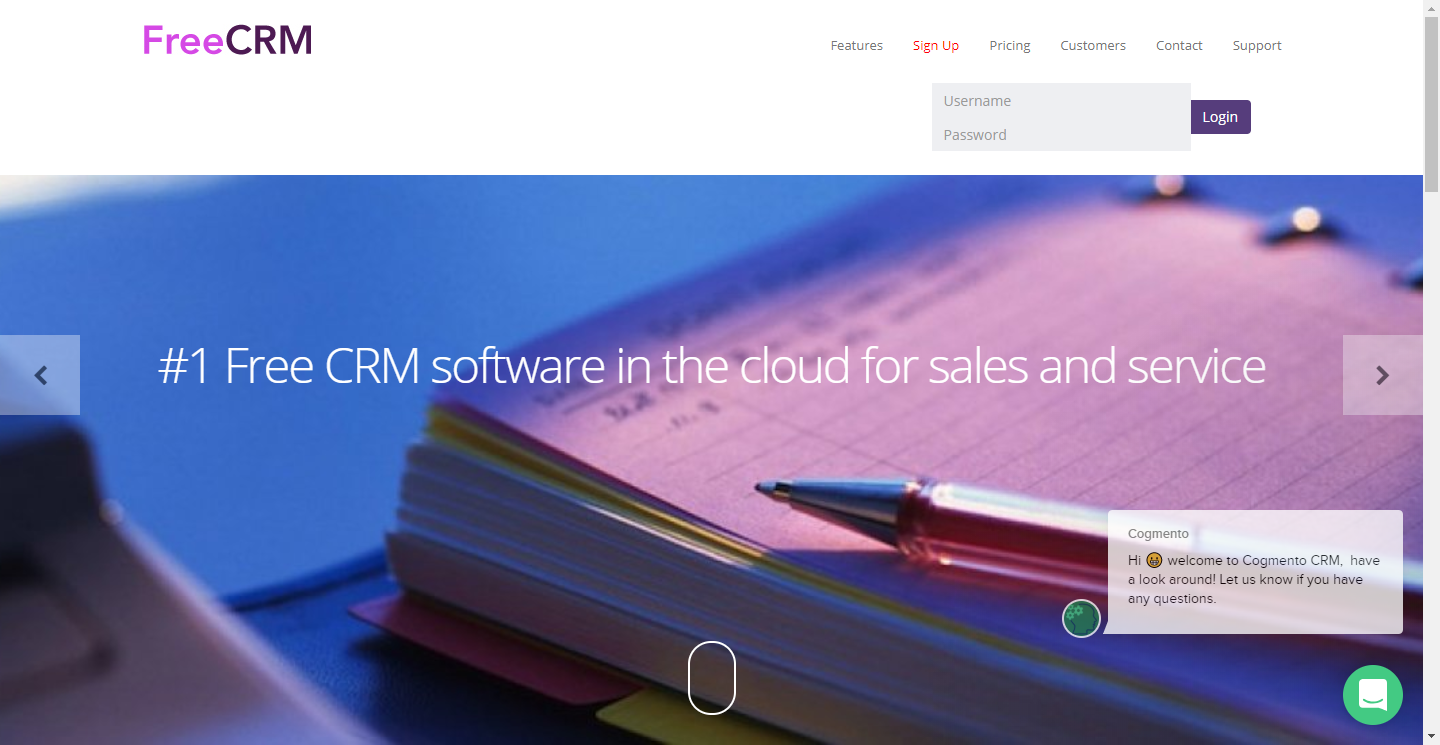 FreeCRM
Features Sign Up Pricing Customers Contact Support
Username
Login
Password
#1 Free CRM software in the cloud for sales and service
Cogmento
Hi 😁 welcome to Cogmento CRM, have
a look around! Let us know if you have
any questions.